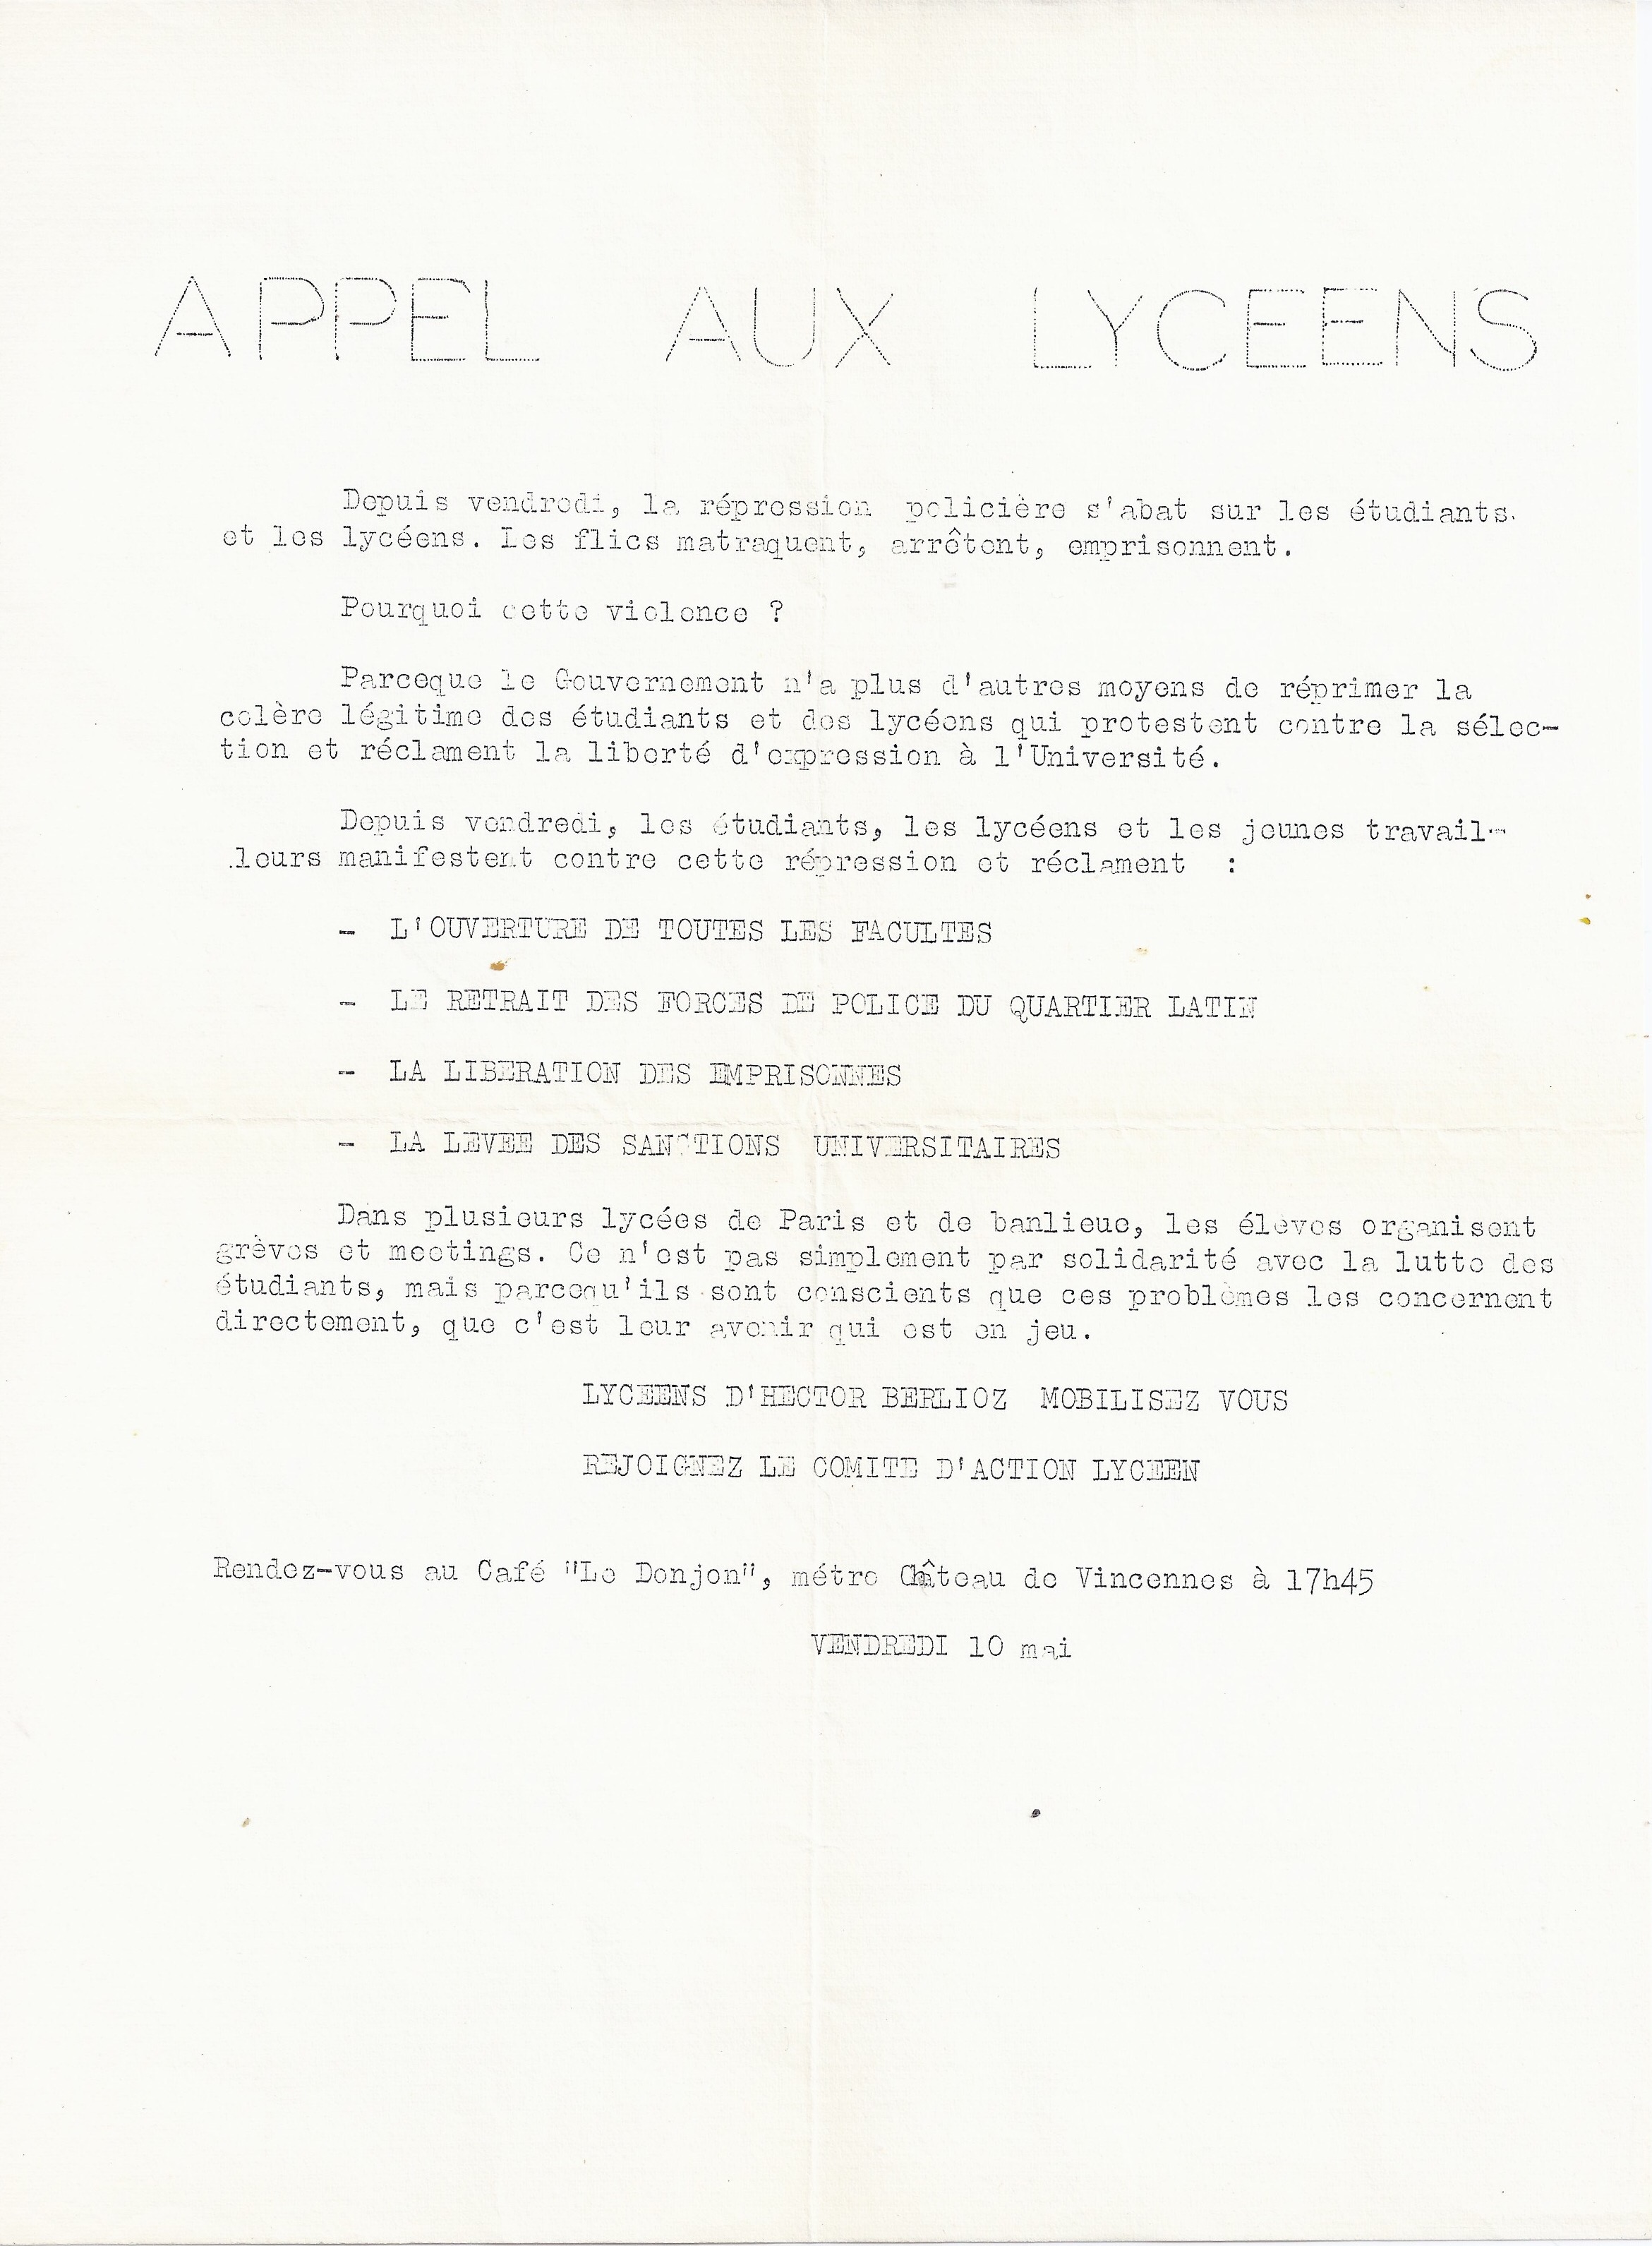 APPEL AUX LYCEENS
Depuis vendredi, la répression policière s'abat sur les étudiants.
et les lycéens. Les flics matraquent, arrêtent, emprisonnent.
Pourquoi cette violence ?
Parceque le Gouvernement n'a plus d'autres moyens de réprimer la
colère légitime des étudiants et des lycéens qui protestent contre la sélec-
tion et réclament la liberté d'expression à l'Université.
Depuis vendredi, les étudiants, les lycéens et les jeunes travail-
leurs manifestent contre cette répression et réclament :
- L'OUVERTURE DE TOUTES LES FACULTES
- LE RETRAIT DES FORCES DE POLICE DU QUARTIER LATIN
- LA LIBERATION DES EMPRISONNES
- LA LEVEE DES SANCTIONS UNIVERSITAIRES
Dans plusieurs lycées de Paris et de banlieue, les élèves organisent
grèves et meetings. Ce n'est pas simplement par solidarité avec la lutte des
étudiants, mais parcequ'ils sont conscients que ces problèmes les concernent
directement, que c'est leur avenir qui est en jeu.
LYCEENS D'HECTOR BERLIOZ MOBILISEZ VOUS
REJOIGNEZ LE COMITE D'ACTION LYCEEN
Rendez-vous au Café "Le Donjon", métro Château de Vincennes à 17h45
VENDREDI 10 mai